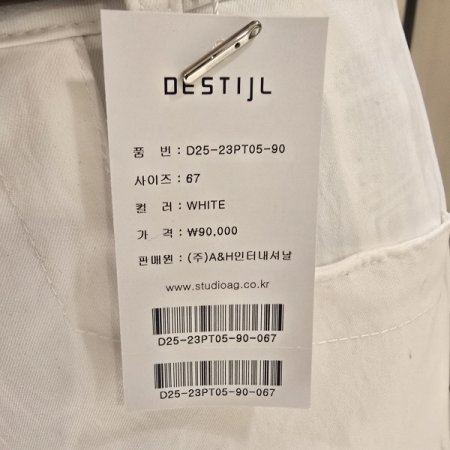 DESTIJL
품 번 : D25-23PT05-90
사이즈 : 67
컬 러 : WHITE
가 격 : ₩90,000
판매원 : (주)A&H인터내셔날
www.studioag.co.kr
D25-23PT05-90-067
D25-23PT05-90-067